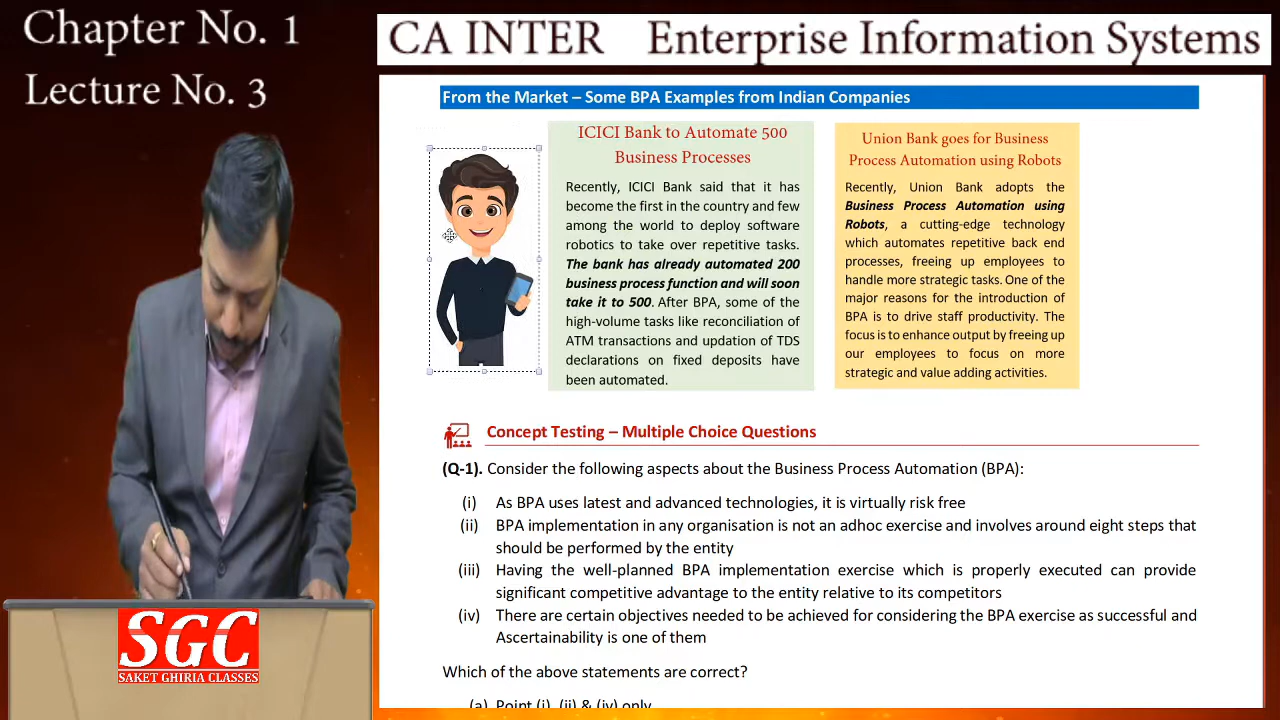 Chapter No. 1
Lecture No. 3
CA INTER Enterprise Information Systems
From the Market – Some BPA Examples from Indian Companies
ICICI Bank to Automate 500
Business Processes
Recently, ICICI Bank said that it has
become the first in the country and few
among the world to deploy software
robotics to take over repetitive tasks.
The bank has already automated 200
business process function and will soon
take it to 500. After BPA, some of the
high-volume tasks like reconciliation of
ATM transactions and updation of TDS
declarations on fixed deposits have
been automated.
Union Bank goes for Business
Process Automation using Robots
Recently, Union Bank adopts the
Business Process Automation using
Robots, a cutting-edge technology
which automates repetitive back end
processes, freeing up employees to
handle more strategic tasks. One of the
major reasons for the introduction of
BPA is to drive staff productivity. The
focus is to enhance output by freeing up
our employees to focus on more
strategic and value adding activities.
Concept Testing – Multiple Choice Questions
(Q-1). Consider the following aspects about the Business Process Automation (BPA):
(i) As BPA uses latest and advanced technologies, it is virtually risk free
(ii) BPA implementation in any organisation is not an adhoc exercise and involves around eight steps that
should be performed by the entity
(iii) Having the well-planned BPA implementation exercise which is properly executed can provide
significant competitive advantage to the entity relative to its competitors
(iv) There are certain objectives needed to be achieved for considering the BPA exercise as successful and
Ascertainability is one of them
Which of the above statements are correct?
(a) Point (i), (ii) & (iv) only
SGC
SAKET GHIRIA CLASSES